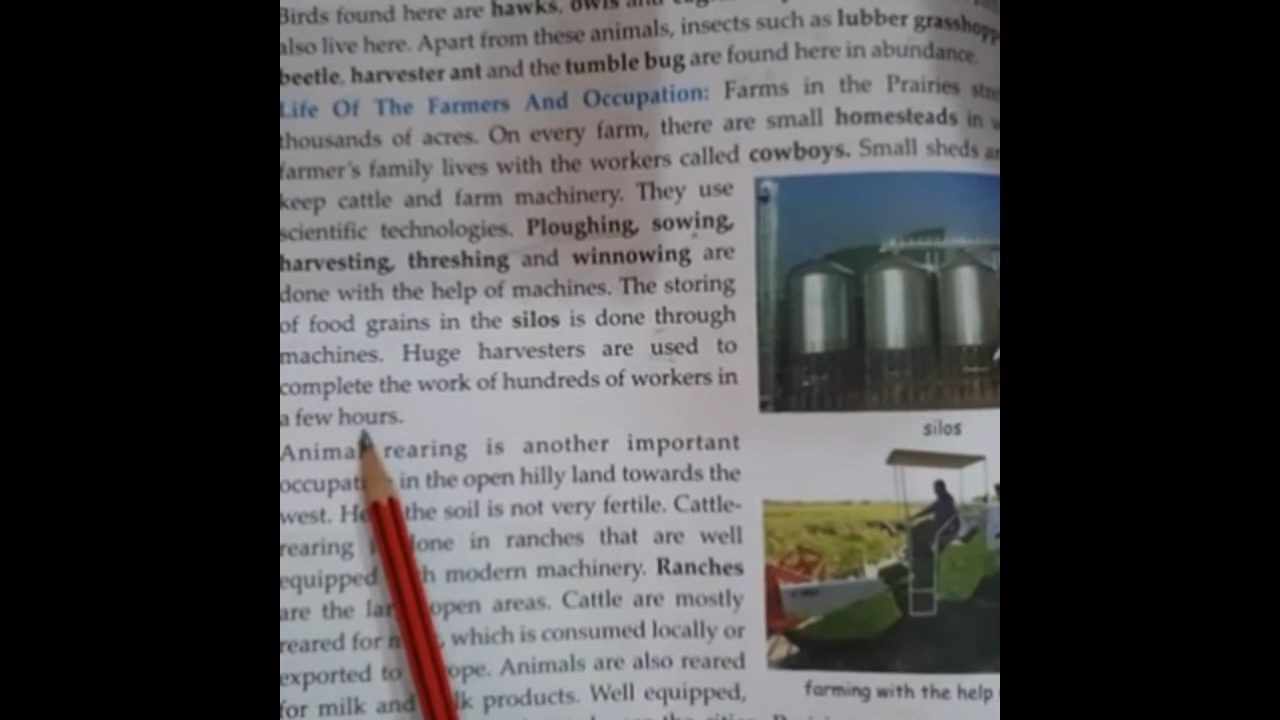 Birds found here are hawks, owls and
also live here. Apart from these animals, insects such as lubber
beetle, harvester ant and the tumble bug are found here in abundance.
Life Of The Farmers And Occupation: Farms in the Prairies
thousands of acres. On every farm, there are small homesteads in
farmer's family lives with the workers called cowboys. Small sheds
keep cattle and farm machinery. They use
scientific technologies. Ploughing, sowing,
harvesting, threshing and winnowing are
done with the help of machines. The storing
of food grains in the silos is done through
machines. Huge harvesters are used to
complete the work of hundreds of workers in
a few hours.
silos
Animal rearing is another important
in the open hilly land towards the
west. the soil is not very fertile. Cattle-
rearing done in ranches that are well
equipped modern machinery. Ranches
are the open areas. Cattle are mostly
reared for which is consumed locally or
exported to Animals are also reared
for milk and products. Well equipped,
farming with the help